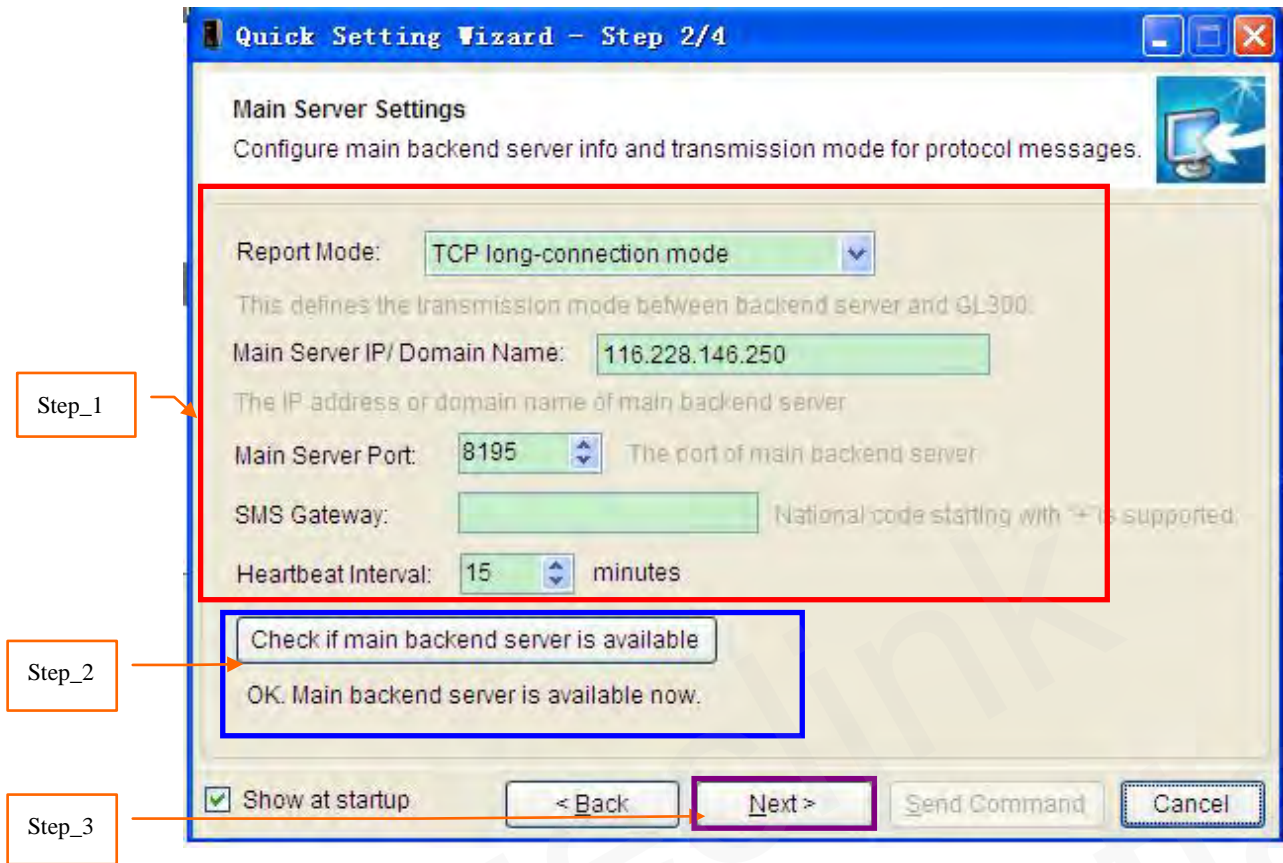 Quick Setting Wizard - Step 2/4
Main Server Settings
Configure main backend server info and transmission mode for protocol messages.
Report Mode: TCP long-connection mode
This defines the transmission mode between backend server and GL300.
Main Server IP/ Domain Name: 116.228.146.250
Step_1
The IP address or domain name of main backend server
Main Server Port: 8195 The port of main backend server
SMS Gateway: National code starting with '+' is supported.
Heartbeat Interval: 15 minutes
Check if main backend server is available
Step_2
OK. Main backend server is available now.
Show at startup < Back Next > Send Command Cancel
Step_3